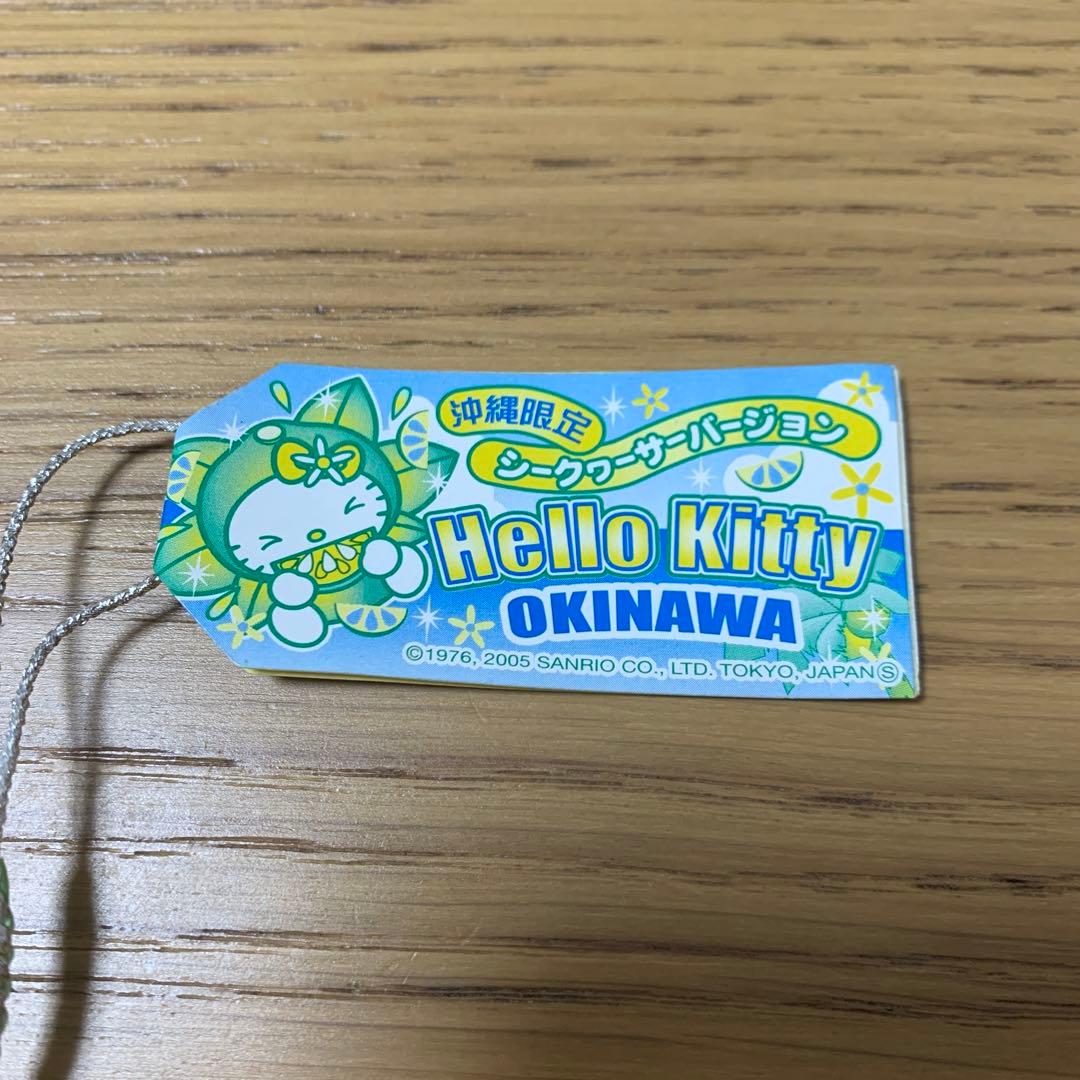 沖縄限定
シークヮーサーバージョン
Hello Kitty
OKINAWA
©1976, 2005 SANRIO CO., LTD. TOKYO, JAPAN Ⓢ